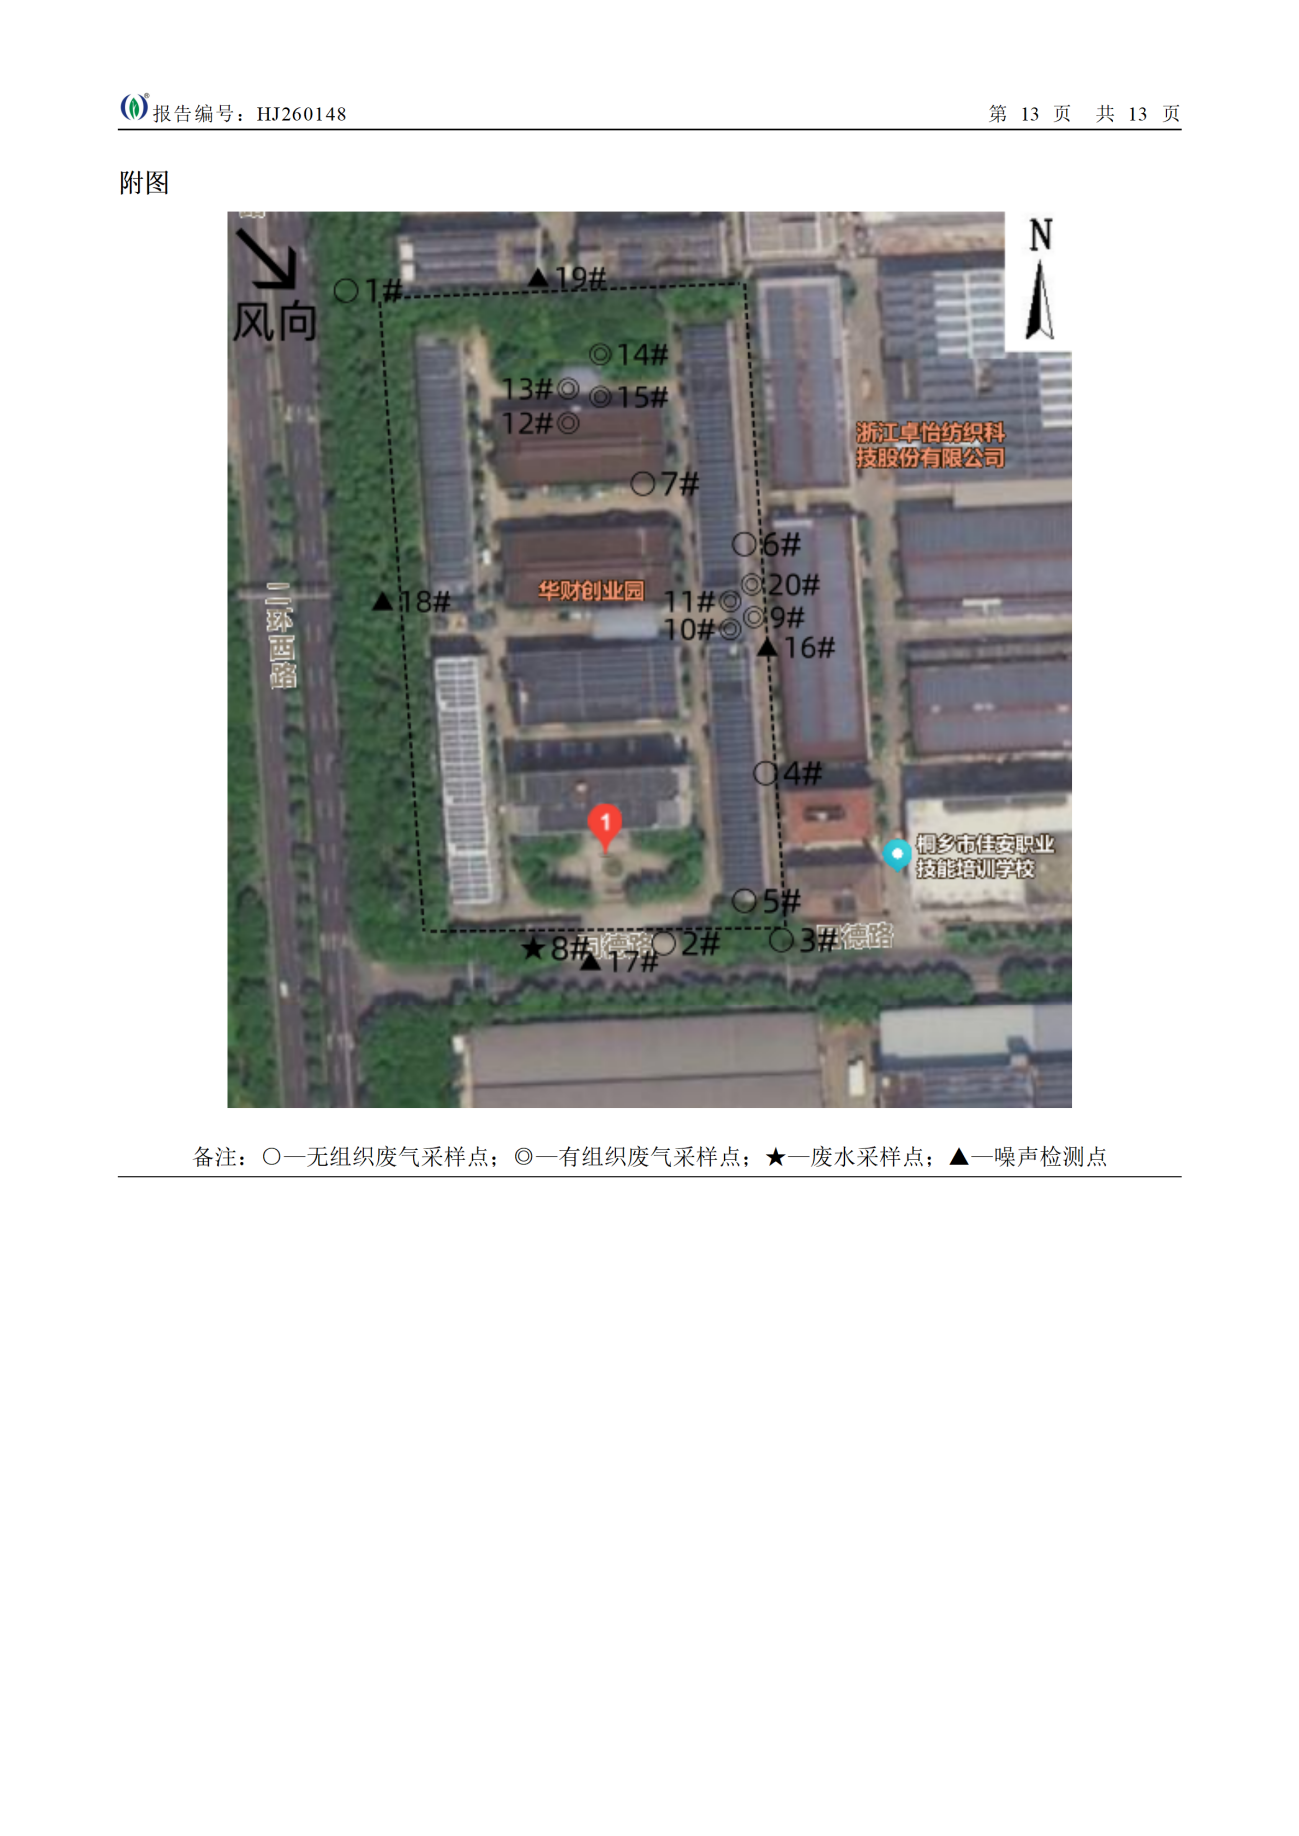 报告编号：HJ260148
第 13 页 共 13 页
附图
N
风向
○1#
▲19#
◎14#
13#◎
◎15#
12#◎
浙江卓怡纺织科
技股份有限公司
○7#
○6#
◎20#
华财创业园
11#◎
▲18#
◎9#
10#◎
▲16#
二环西路
○4#
1
桐乡市佳安职业
技能培训学校
○5#
★8#
同德路
○2#
○3#
德路
▲17#
备注：○—无组织废气采样点；◎—有组织废气采样点；★—废水采样点；▲—噪声检测点